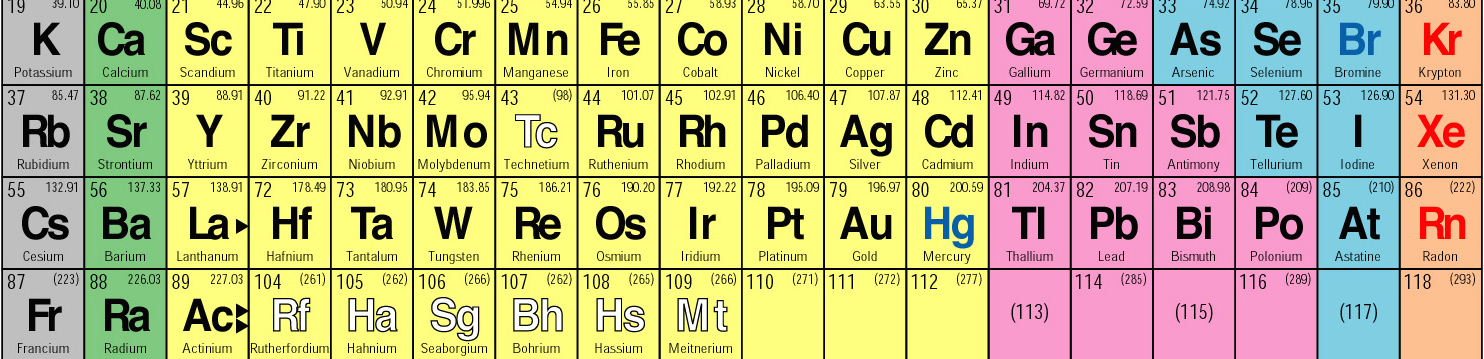 19 39.10 20 40.08 21 44.96 22 47.90 23 50.94 24 51.996 25 54.94 26 55.85 27 58.93 28 58.70 29 63.55 30 65.37 31 69.72 32 72.59 33 74.92 34 78.96 35 79.90 36 83.80
K Ca Sc Ti V Cr Mn Fe Co Ni Cu Zn Ga Ge As Se Br Kr
Potassium Calcium Scandium Titanium Vanadium Chromium Manganese Iron Cobalt Nickel Copper Zinc Gallium Germanium Arsenic Selenium Bromine Krypton
37 85.47 38 87.62 39 88.91 40 91.22 41 92.91 42 95.94 43 (98) 44 101.07 45 102.91 46 106.40 47 107.87 48 112.41 49 114.82 50 118.69 51 121.75 52 127.60 53 126.90 54 131.30
Rb Sr Y Zr Nb Mo Tc Ru Rh Pd Ag Cd In Sn Sb Te I Xe
Rubidium Strontium Yttrium Zirconium Niobium Molybdenum Technetium Ruthenium Rhodium Palladium Silver Cadmium Indium Tin Antimony Tellurium Iodine Xenon
55 132.91 56 137.33 57 138.91 72 178.49 73 180.95 74 183.85 75 186.21 76 190.20 77 192.22 78 195.09 79 196.97 80 200.59 81 204.37 82 207.19 83 208.98 84 (209) 85 (210) 86 (222)
Cs Ba La Hf Ta W Re Os Ir Pt Au Hg Tl Pb Bi Po At Rn
Cesium Barium Lanthanum Hafnium Tantalum Tungsten Rhenium Osmium Iridium Platinum Gold Mercury Thallium Lead Bismuth Polonium Astatine Radon
87 (223) 88 226.03 89 227.03 104 (261) 105 (262) 106 (266) 107 (262) 108 (265) 109 (266) 110 (271) 111 (272) 112 (277) 114 (285) 116 (289) 118 (293)
Fr Ra Ac Rf Ha Sg Bh Hs Mt (113) (115) (117)
Francium Radium Actinium Rutherfordium Hahnium Seaborgium Bohrium Hassium Meitnerium